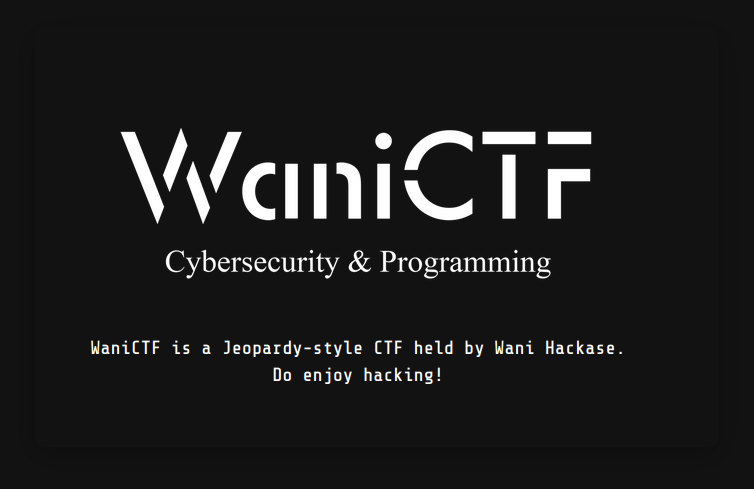 WaniCTF
Cybersecurity & Programming
WaniCTF is a Jeopardy-style CTF held by Wani Hackase.
Do enjoy hacking!